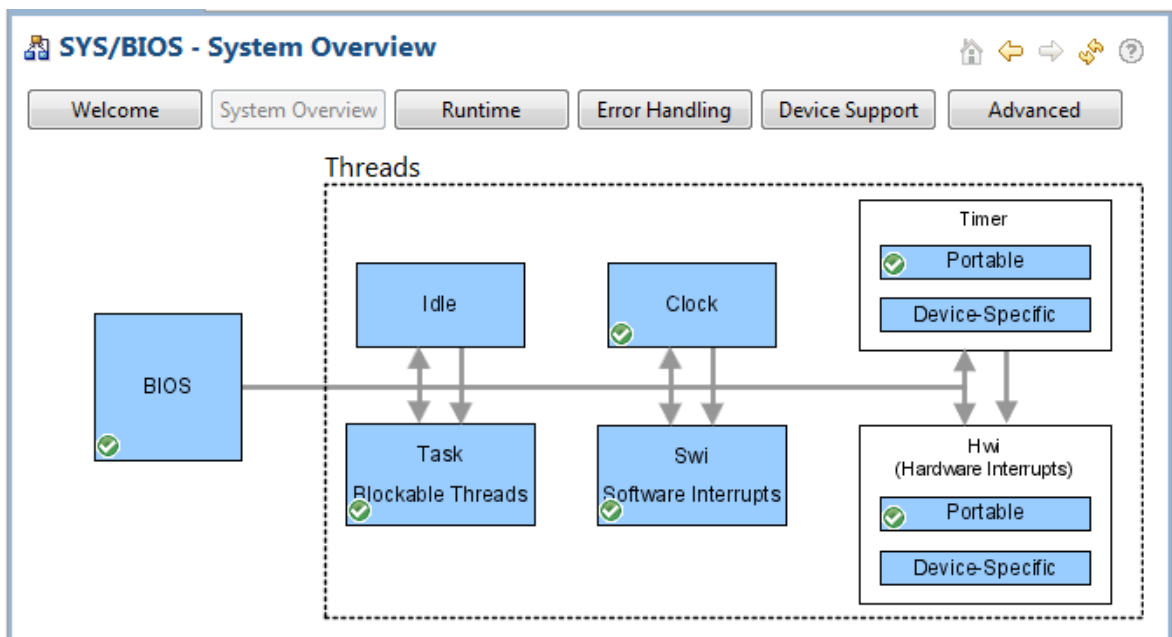 SYS/BIOS - System Overview
Welcome
System Overview
Runtime
Error Handling
Device Support
Advanced
Threads
Timer
Portable
Device-Specific
Idle
Clock
BIOS
Task
Blockable Threads
Swi
Software Interrupts
Hwi
(Hardware Interrupts)
Portable
Device-Specific